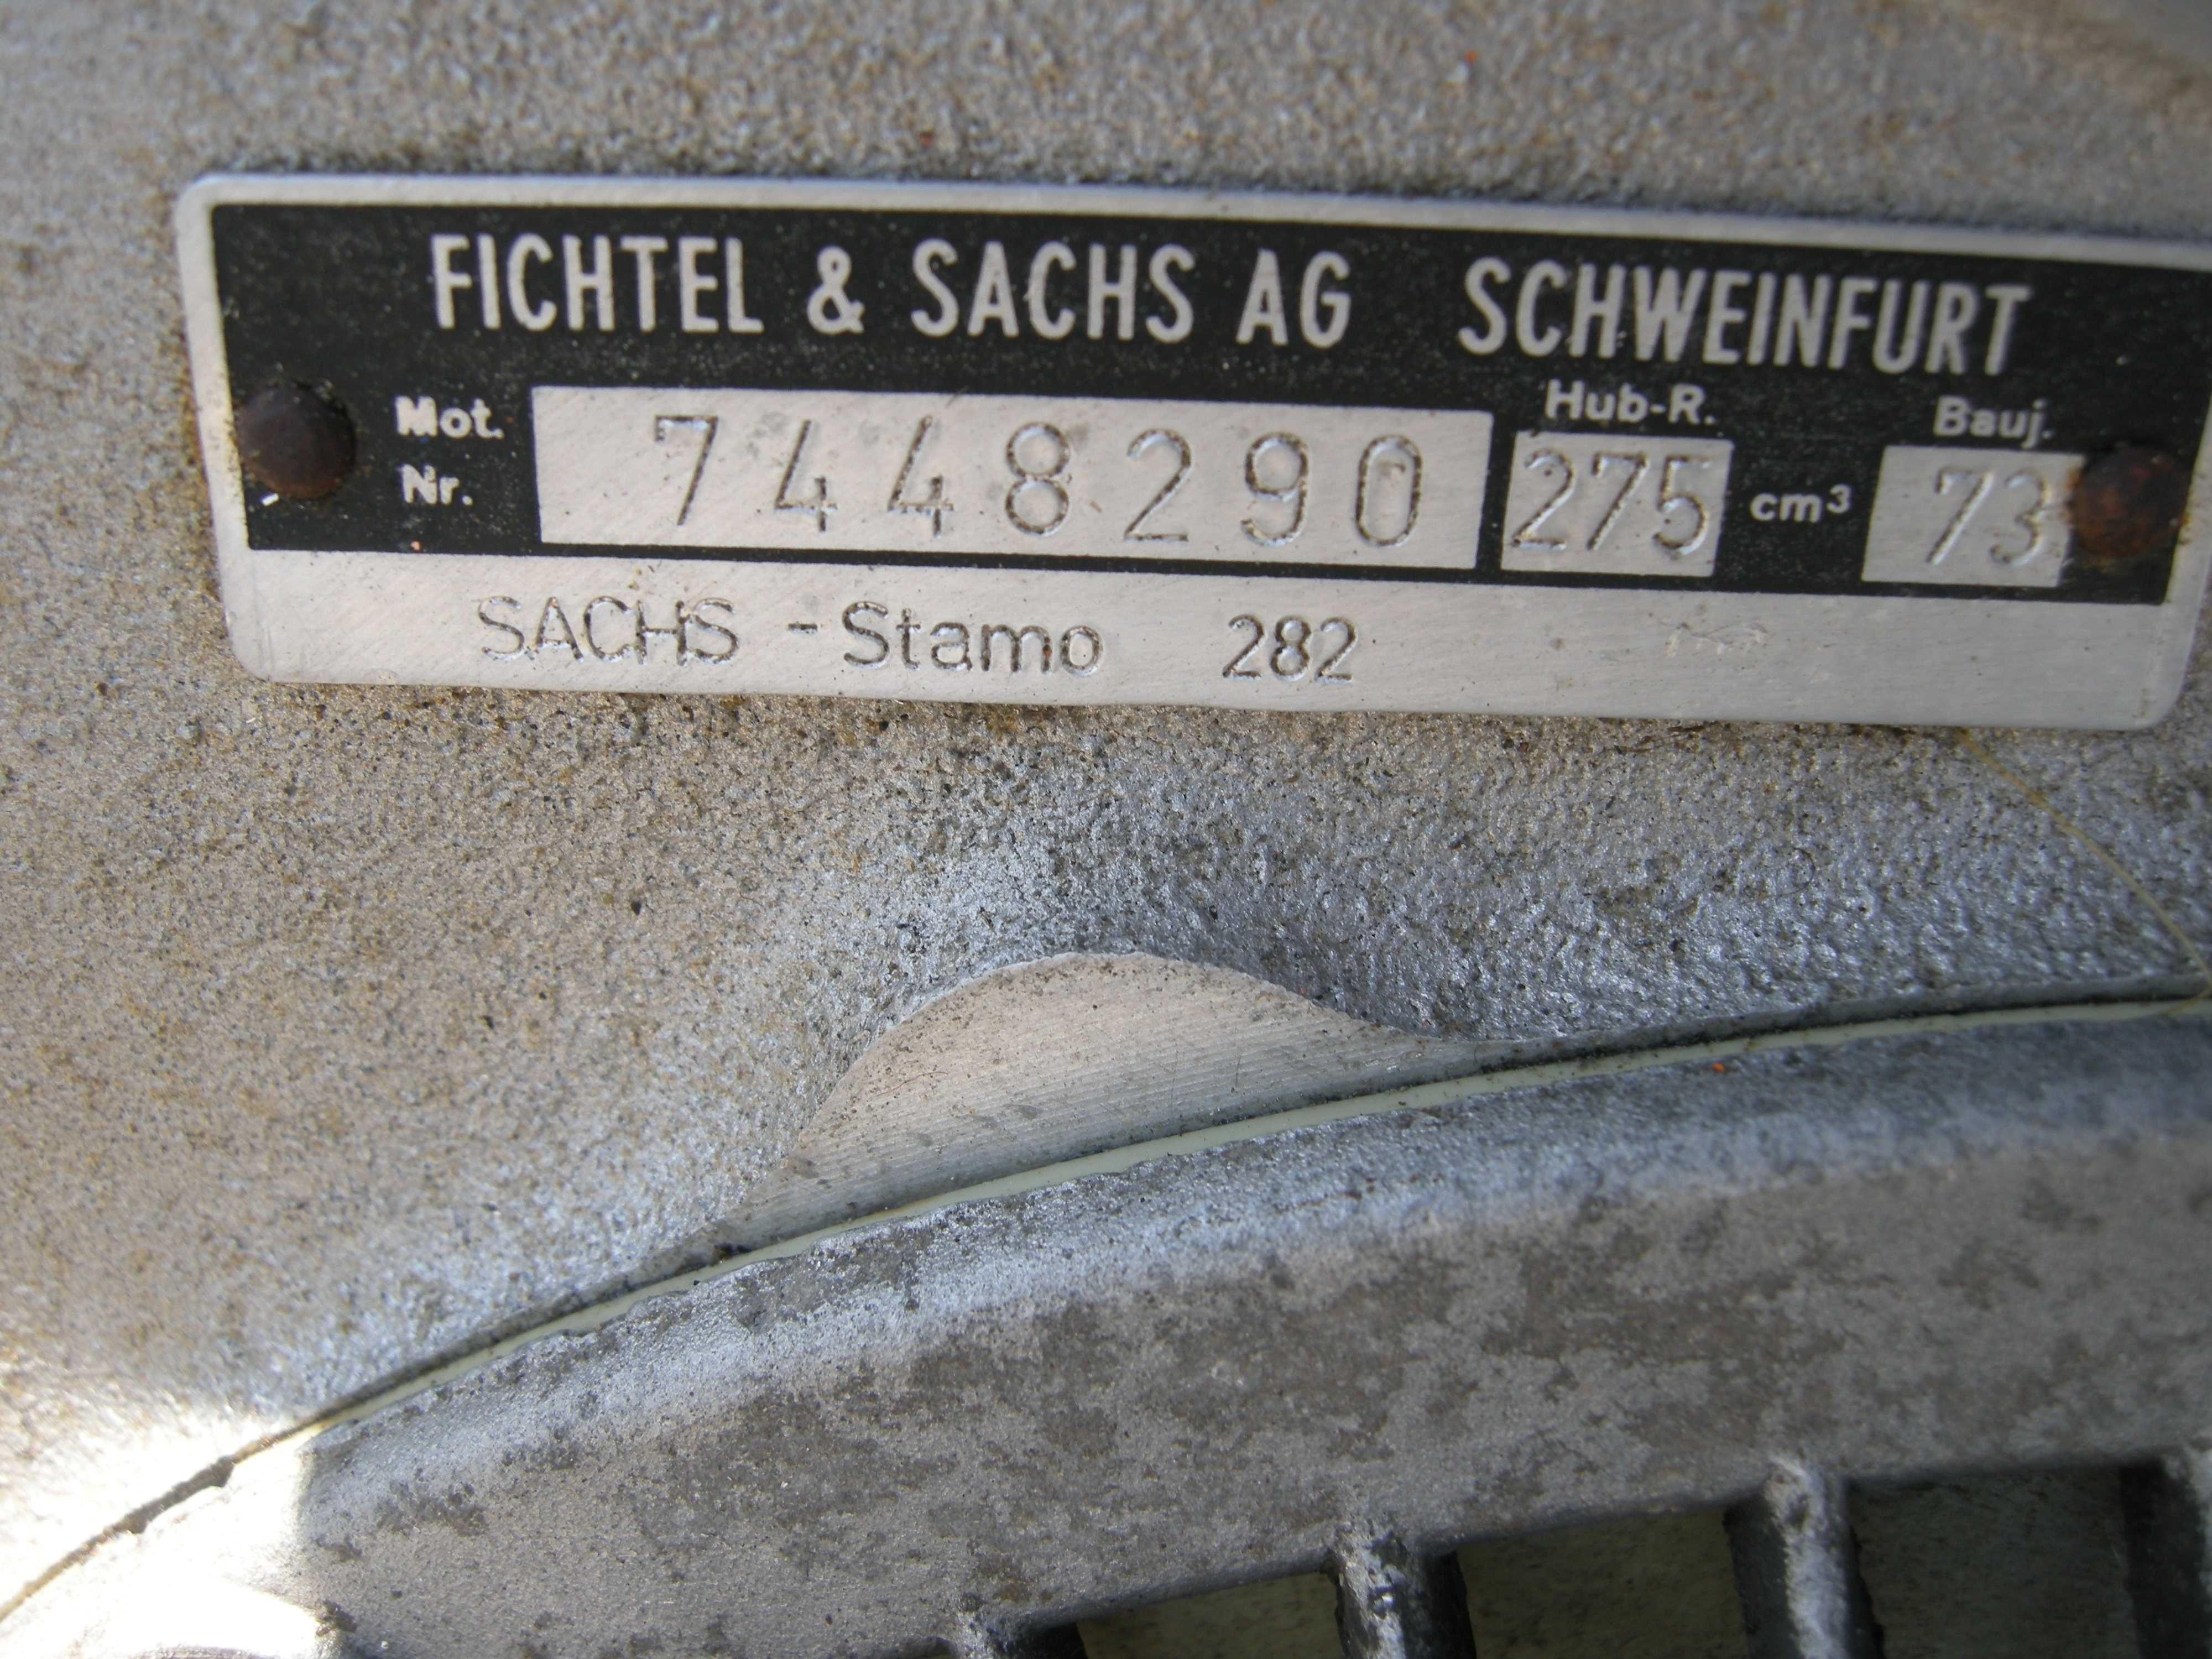 FICHTEL & SACHS AG SCHWEINFURT
Mot. Nr. 7448290 Hub-R. 275 cm³ Bauj. 73
SACHS - Stamo 282